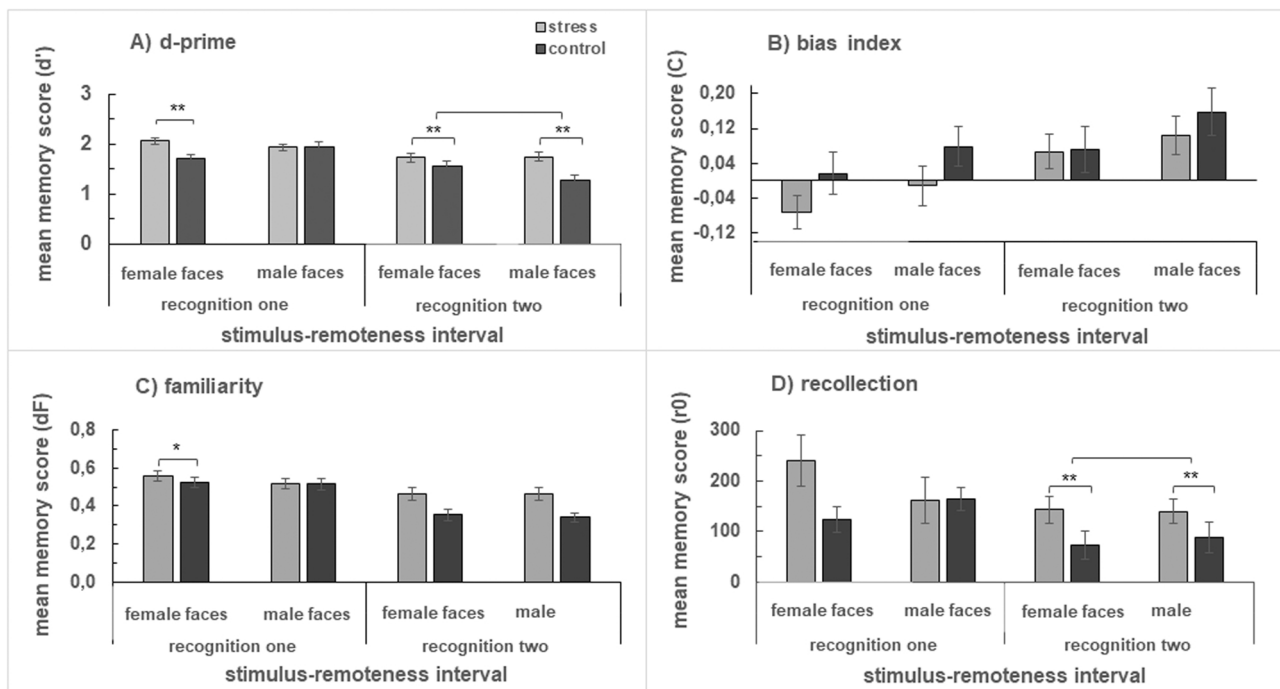 A) d-prime
stress
control
mean memory score (d')
3
2
1
0
**
**
**
female faces
male faces
female faces
male faces
recognition one
recognition two
stimulus-remoteness interval
B) bias index
mean memory score (C)
0,20
0,12
0,04
-0,04
-0,12
female faces
male faces
female faces
male faces
recognition one
recognition two
stimulus-remoteness interval
C) familiarity
mean memory score (dF)
0,8
0,6
0,4
0,2
0,0
*
female faces
male faces
female faces
male
recognition one
recognition two
stimulus-remoteness interval
D) recollection
mean memory score (r0)
300
200
100
0
**
**
female faces
male faces
female faces
male
recognition one
recognition two
stimulus-remoteness interval